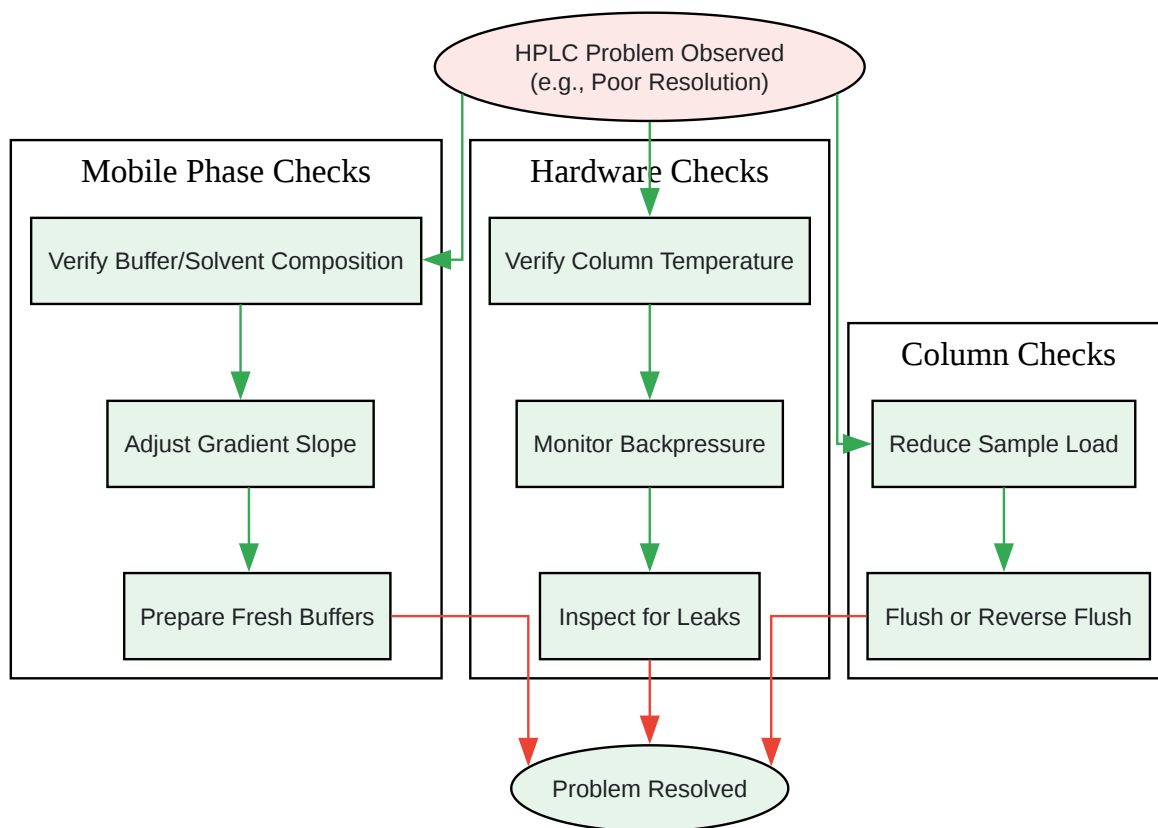 HPLC Problem Observed
(e.g., Poor Resolution)
Mobile Phase Checks
Verify Buffer/Solvent Composition
Adjust Gradient Slope
Prepare Fresh Buffers
Hardware Checks
Verify Column Temperature
Monitor Backpressure
Inspect for Leaks
Column Checks
Reduce Sample Load
Flush or Reverse Flush
Problem Resolved